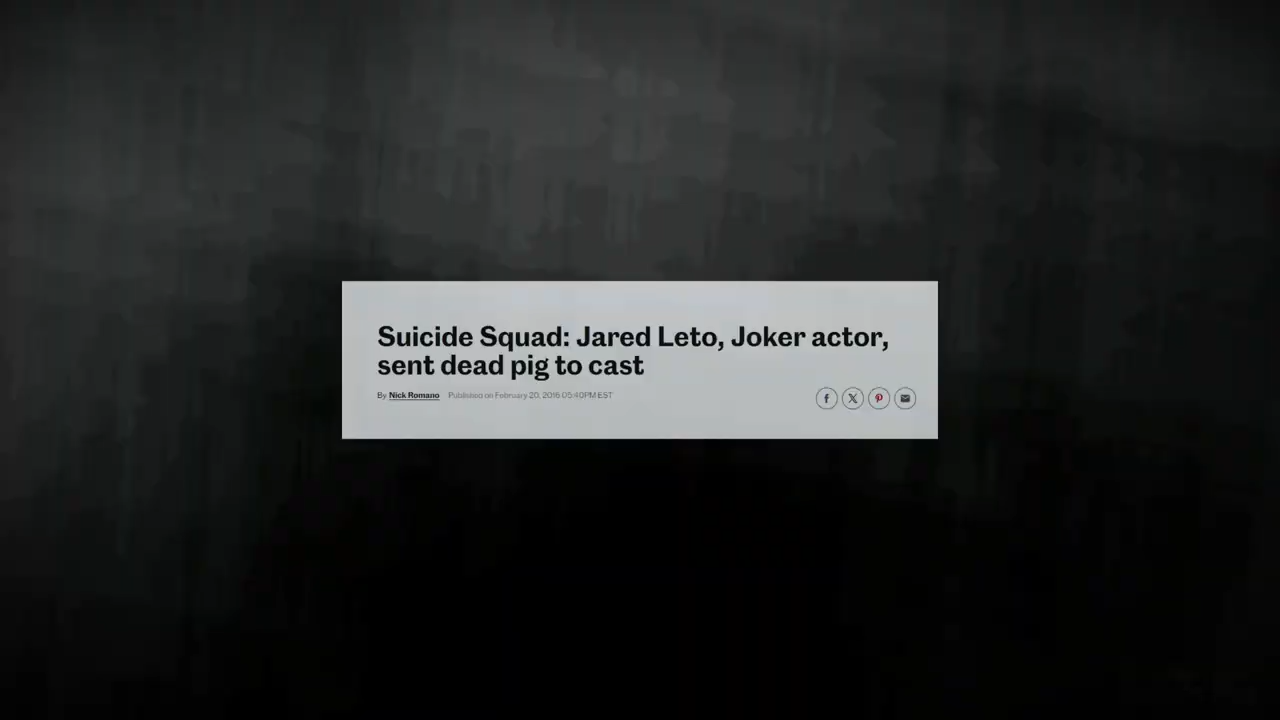 Suicide Squad: Jared Leto, Joker actor,
sent dead pig to cast
By Nick Romano Published on February 20, 2016 05:40PM EST